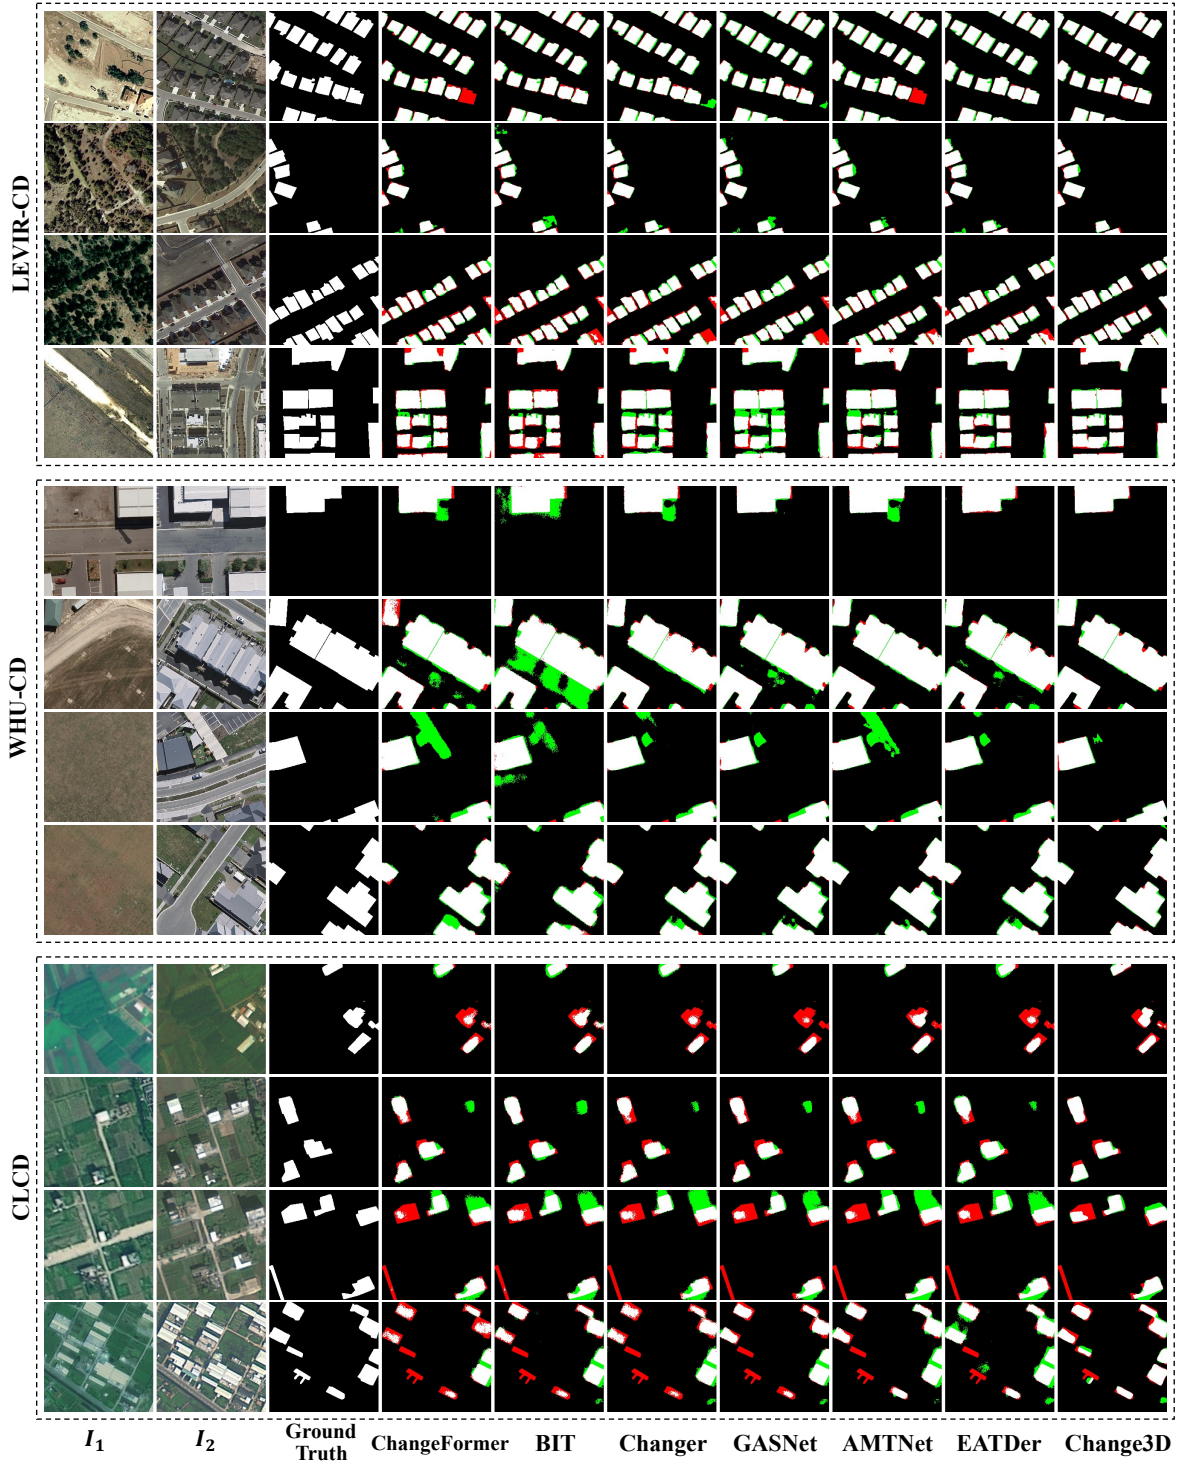 LEVIR-CD
WHU-CD
CLCD
I₁
I₂
Ground
Truth
ChangeFormer
BIT
Changer
GASNet
AMTNet
EATDer
Change3D